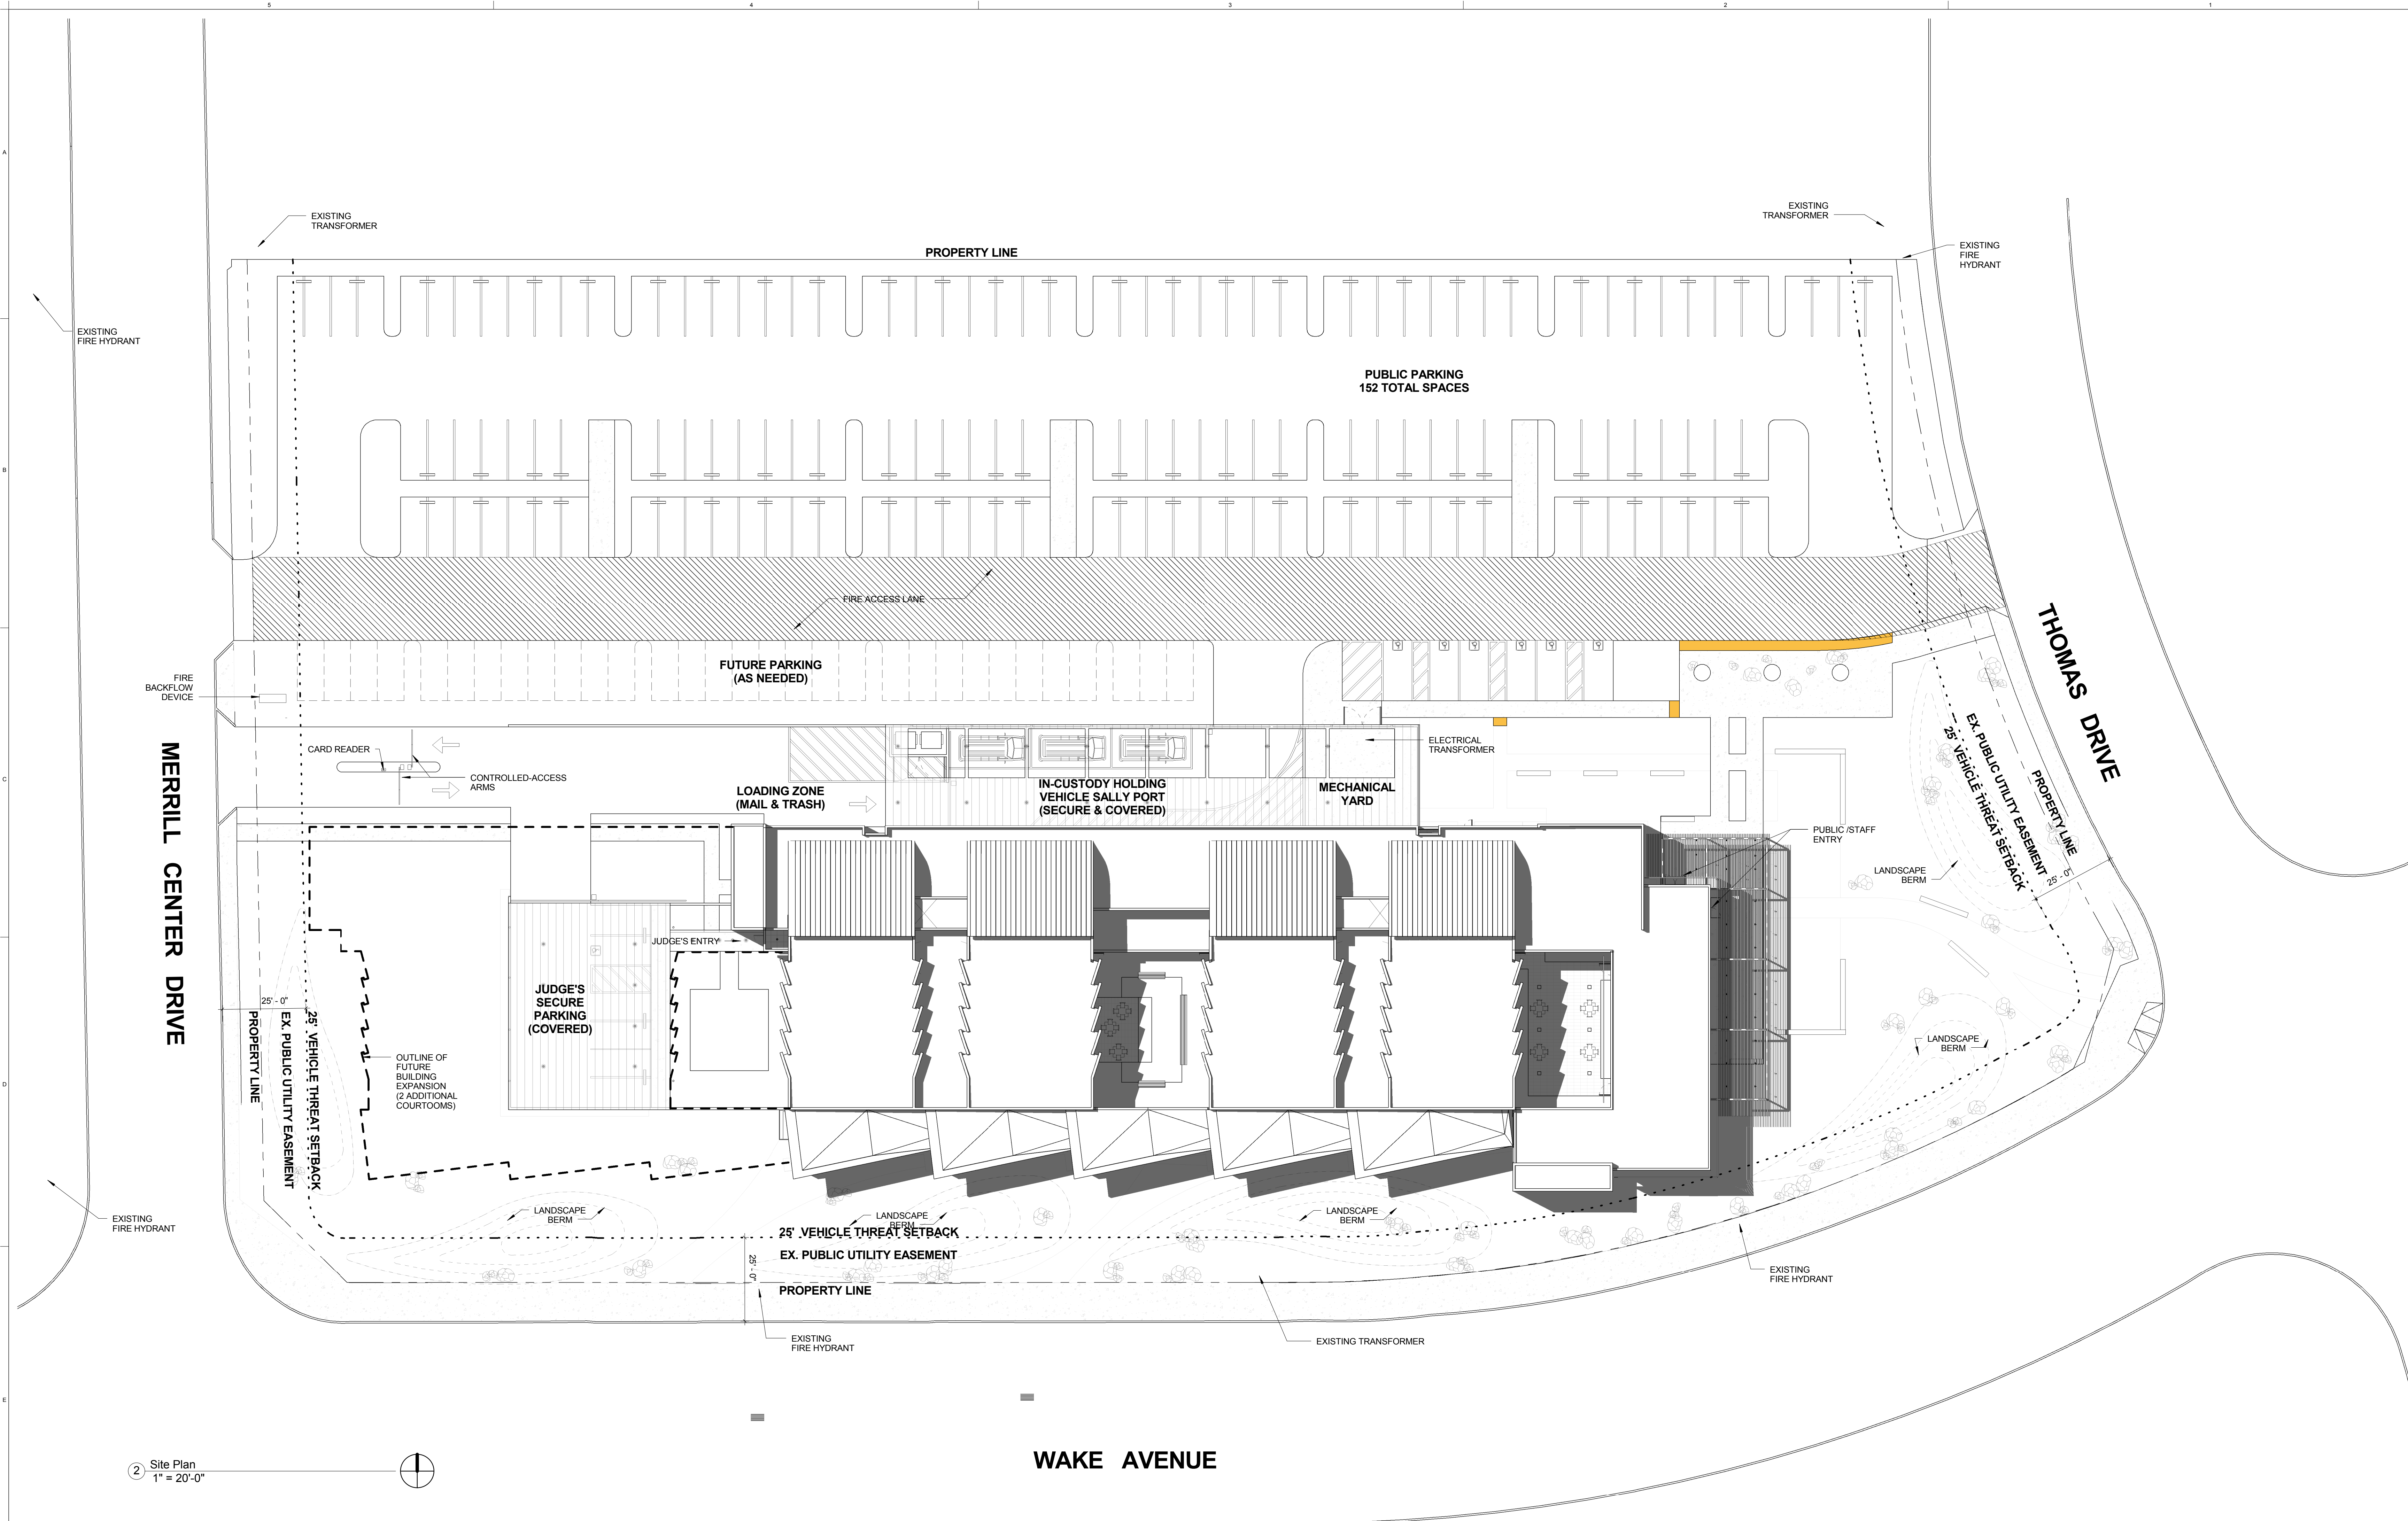 5
4
3
2
1
A
B
C
D
E
EXISTING
TRANSFORMER
EXISTING
TRANSFORMER
PROPERTY LINE
EXISTING
FIRE
HYDRANT
EXISTING
FIRE HYDRANT
PUBLIC PARKING
152 TOTAL SPACES
FIRE ACCESS LANE
FUTURE PARKING
(AS NEEDED)
FIRE
BACKFLOW
DEVICE
THOMAS DRIVE
EX. PUBLIC UTILITY EASEMENT
25' VEHICLE THREAT SETBACK
PROPERTY LINE
25' - 0"
MERRILL CENTER DRIVE
CARD READER
CONTROLLED-ACCESS
ARMS
LOADING ZONE
(MAIL & TRASH)
IN-CUSTODY HOLDING
VEHICLE SALLY PORT
(SECURE & COVERED)
ELECTRICAL
TRANSFORMER
MECHANICAL
YARD
PUBLIC /STAFF
ENTRY
LANDSCAPE
BERM
JUDGE'S ENTRY
JUDGE'S
SECURE
PARKING
(COVERED)
25' - 0"
PROPERTY LINE
EX. PUBLIC UTILITY EASEMENT
25' VEHICLE THREAT SETBACK
OUTLINE OF
FUTURE
BUILDING
EXPANSION
(2 ADDITIONAL
COURTOOMS)
LANDSCAPE
BERM
EXISTING
FIRE HYDRANT
LANDSCAPE
BERM
LANDSCAPE
BERM
LANDSCAPE
BERM
25' VEHICLE THREAT SETBACK
EX. PUBLIC UTILITY EASEMENT
25' - 0"
PROPERTY LINE
EXISTING
FIRE HYDRANT
EXISTING
FIRE HYDRANT
EXISTING TRANSFORMER
WAKE AVENUE
2
Site Plan
1" = 20'-0"